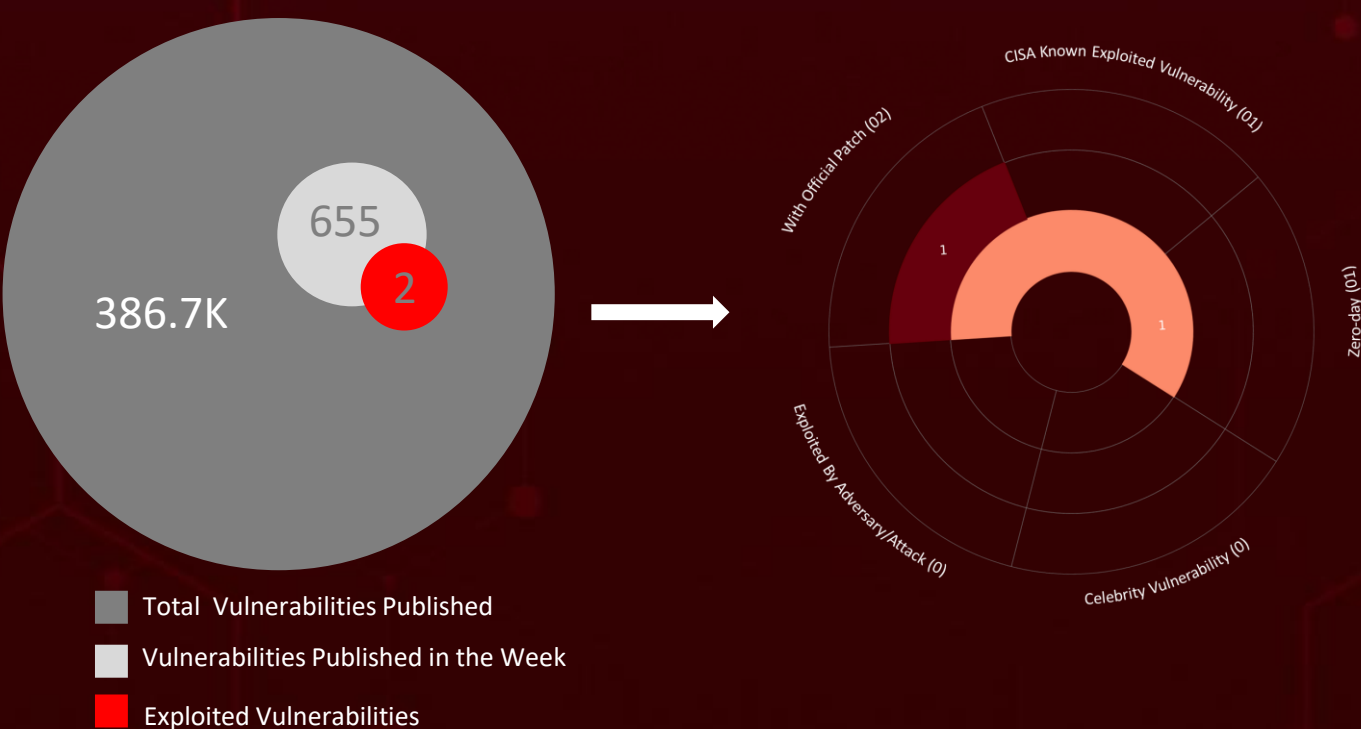 386.7K
655
2
Total Vulnerabilities Published
Vulnerabilities Published in the Week
Exploited Vulnerabilities
CISA Known Exploited Vulnerability (01)
With Official Patch (02)
Zero-day (01)
Exploited By Adversary/Attack (0)
Celebrity Vulnerability (0)
1
1